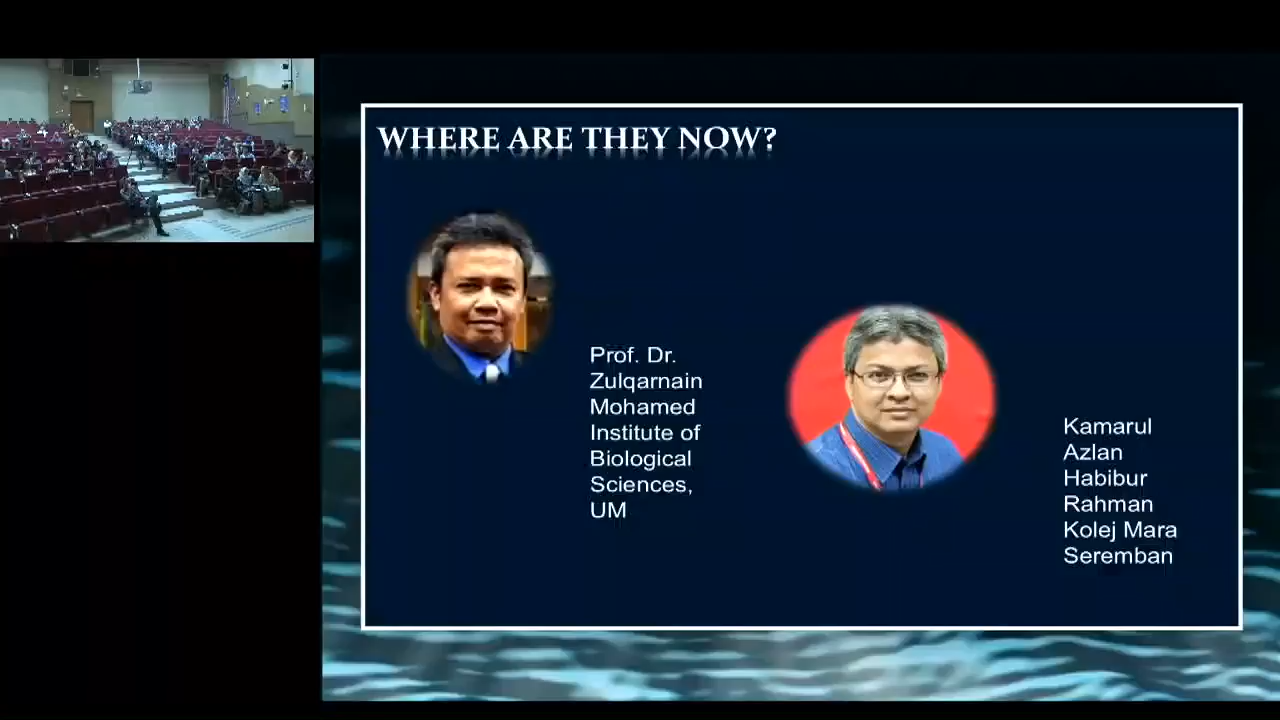 WHERE ARE THEY NOW?
Prof. Dr.
Zulqarnain
Mohamed
Institute of
Biological
Sciences,
UM
Kamarul
Azlan
Habibur
Rahman
Kolej Mara
Seremban